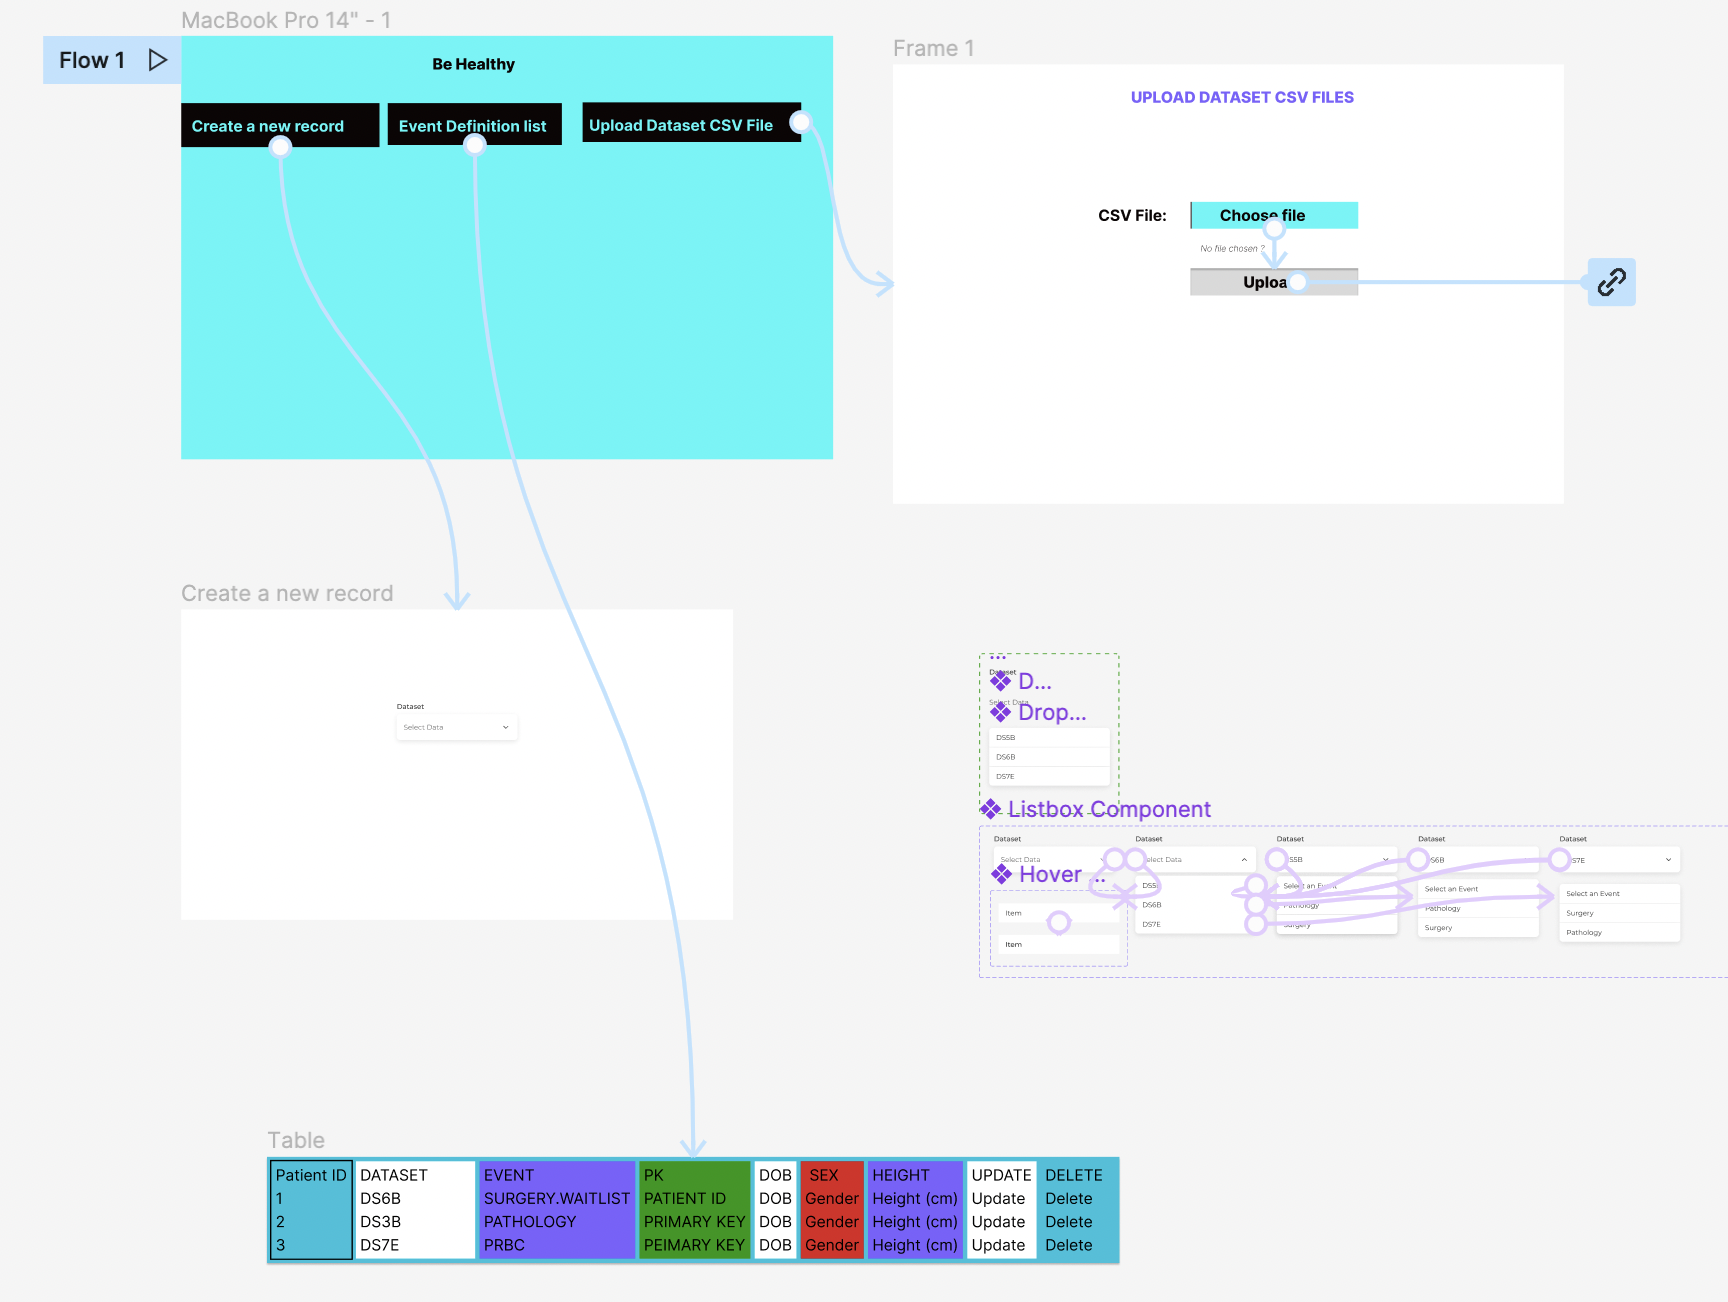 MacBook Pro 14" - 1
Flow 1
Be Healthy
Create a new record
Event Definition list
Upload Dataset CSV File
Frame 1
UPLOAD DATASET CSV FILES
CSV File:
Choose file
No file chosen ?
Uploa
Create a new record
Dataset
Select Data
...
Dataset
D...
Select Data
Drop...
DS5B
DS6B
DS7E
Listbox Component
Dataset
Select Data
Hover ...
Item
Item
Dataset
elect Data
DS5
DS6B
DS7E
Dataset
S5B
Select an Event
Pathology
Surgery
Dataset
S6B
Select an Event
Pathology
Surgery
Dataset
S7E
Select an Event
Surgery
Pathology
Table
Patient ID DATASET EVENT PK DOB SEX HEIGHT UPDATE DELETE
1 DS6B SURGERY.WAITLIST PATIENT ID DOB Gender Height (cm) Update Delete
2 DS3B PATHOLOGY PRIMARY KEY DOB Gender Height (cm) Update Delete
3 DS7E PRBC PEIMARY KEY DOB Gender Height (cm) Update Delete